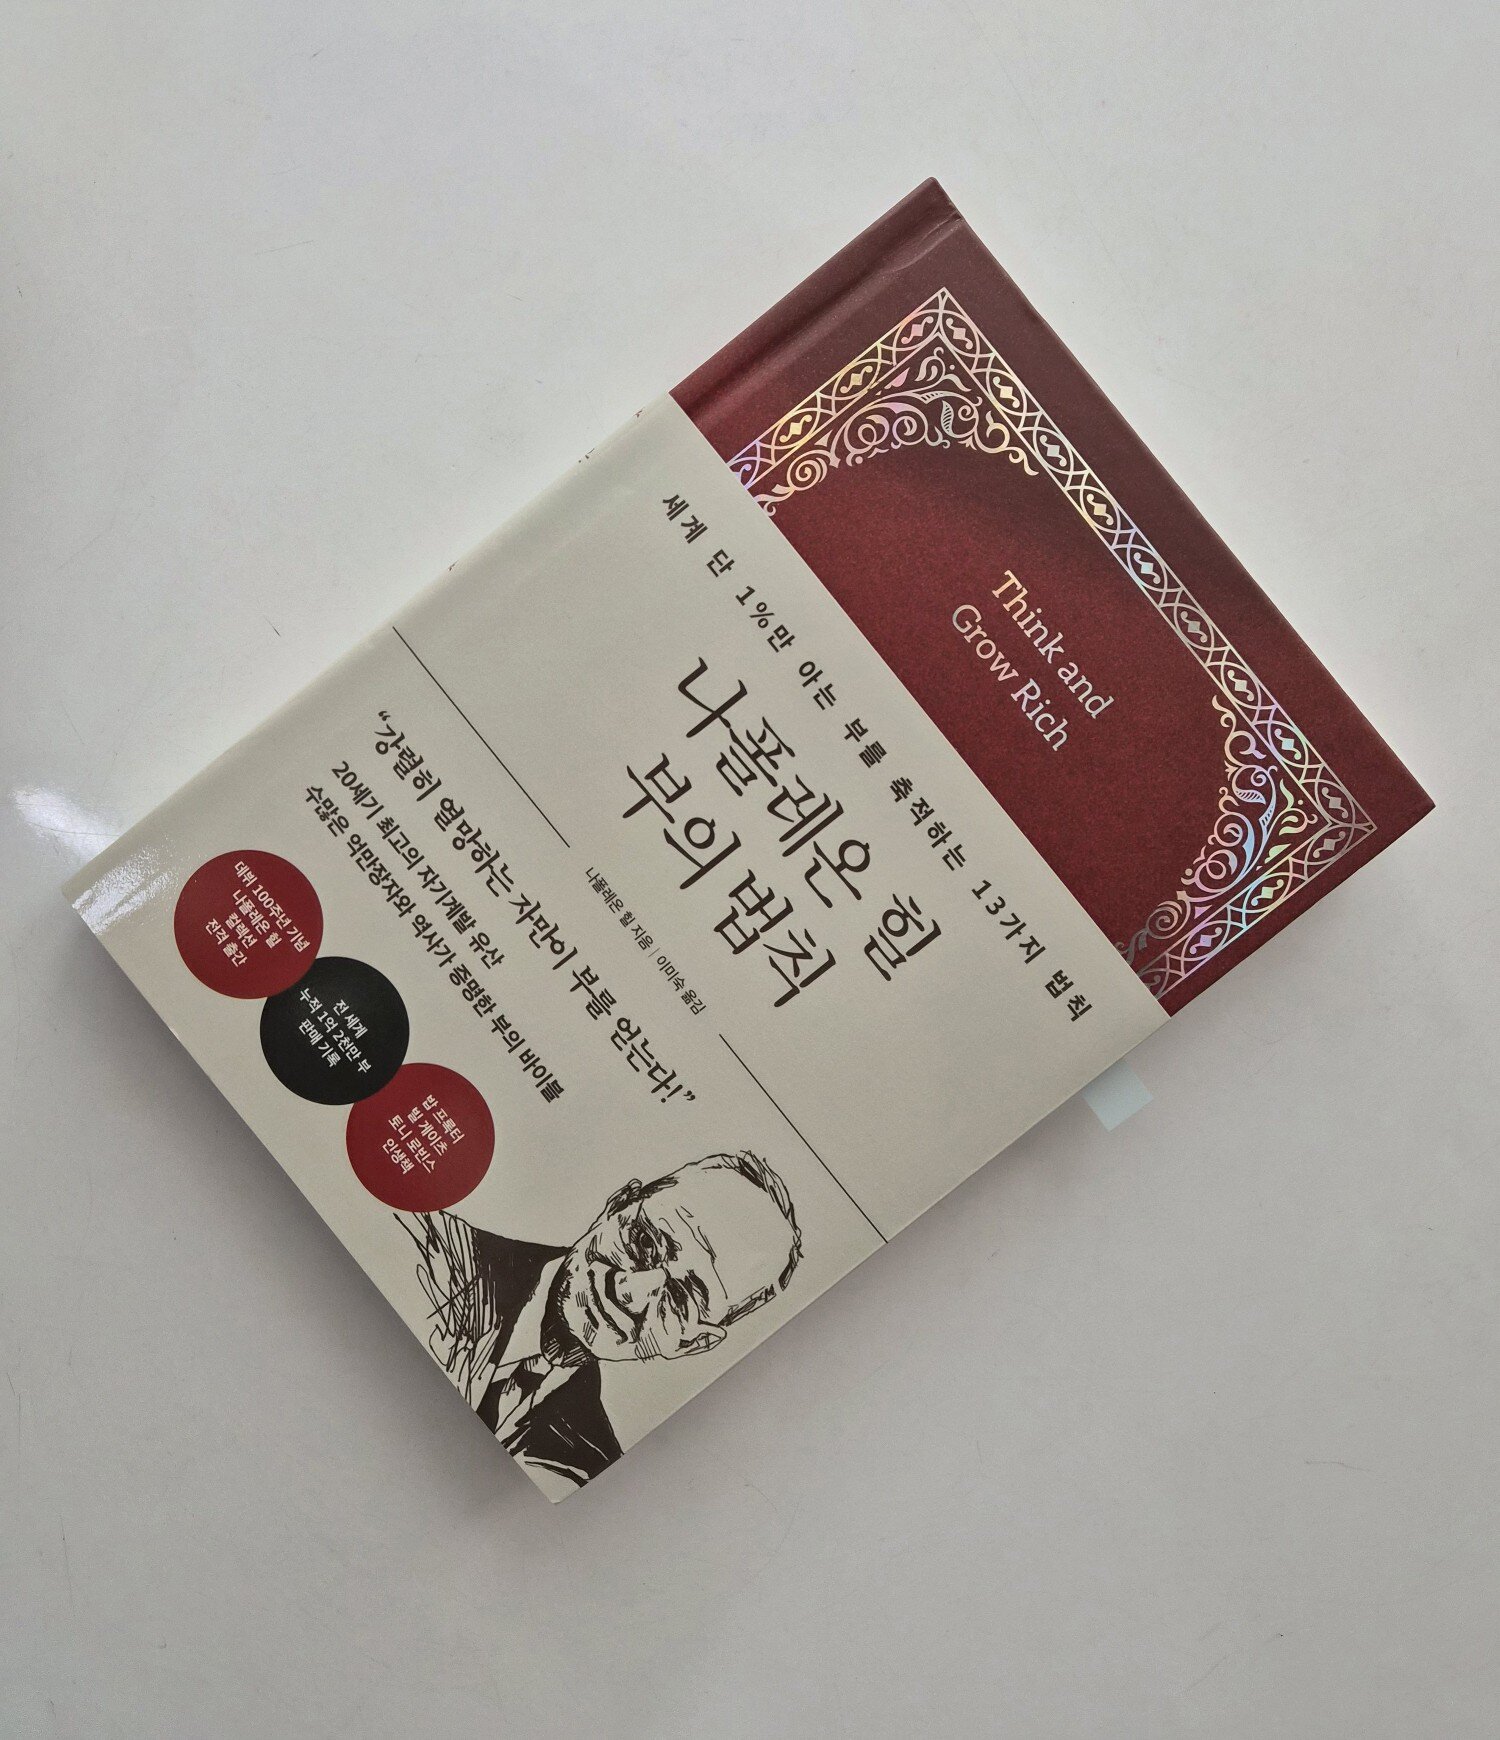 Think and
Grow Rich
세계 단 1%만 아는 부를 축적하는 13가지 법칙
나폴레온 힐
부의 법칙
나폴레온 힐 지음 | 이미숙 옮김
“강렬히 열망하는 자만이 부를 얻는다!”
20세기 최고의 자기계발 유산
수많은 억만장자와 역사가 증명한 부의 바이블
데뷔 100주년 기념
나폴레온 힐
컬렉션
전격 출간
전 세계
누적 1억 2천만 부
판매 기록
밥 프록터
빌 게이츠
토니 로빈스
인생책